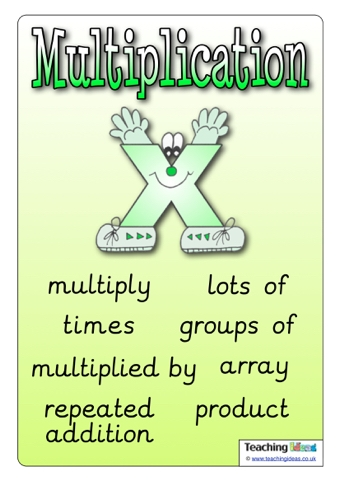 Multiplication
multiply lots of
times groups of
multiplied by array
repeated product
addition
Teaching Ideas
© www.teachingideas.co.uk